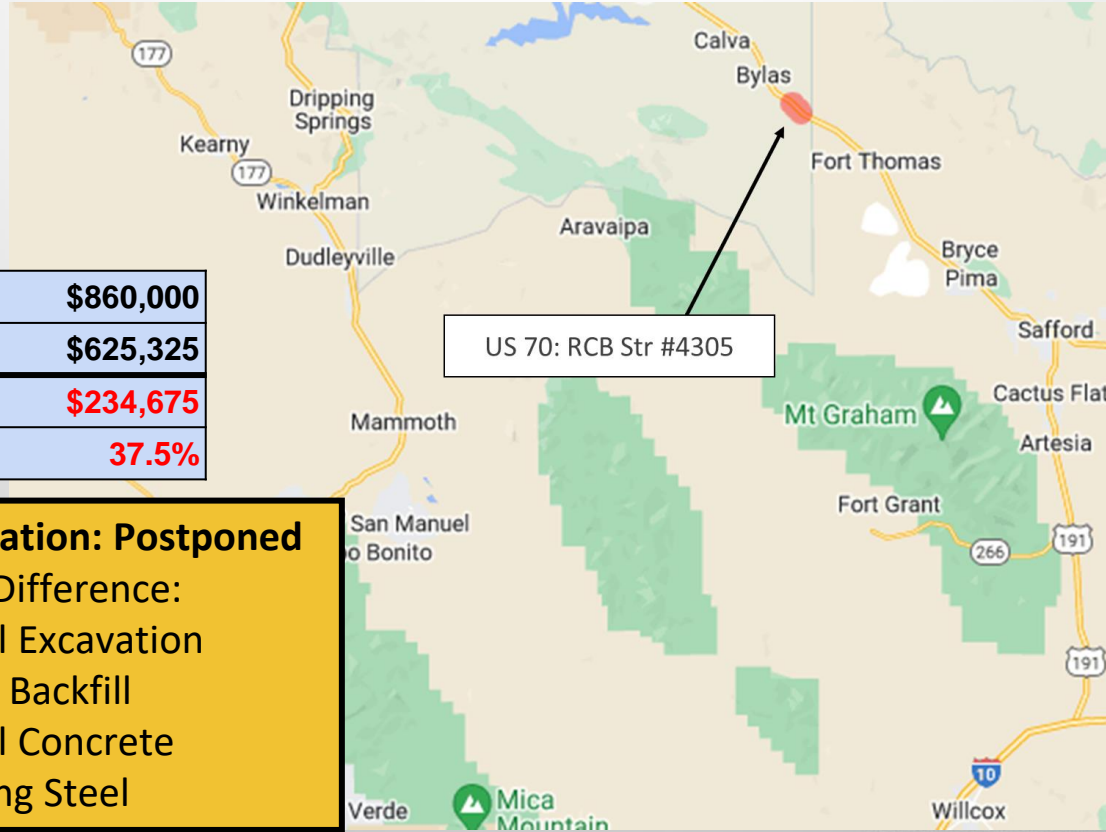 177
Calva
Bylas
Dripping
Springs
Kearny
177
Fort Thomas
Winkelman
Aravaipa
Dudleyville
Bryce
Pima
$860,000
$625,325
$234,675
37.5%
US 70: RCB Str #4305
Safford
Cactus Flat
Mt Graham
Mammoth
Artesia
Fort Grant
San Manuel
o Bonito
266
191
191
ation: Postponed
Difference:
l Excavation
Backfill
l Concrete
ng Steel
10
Verde
Mica
Mountain
Willcox